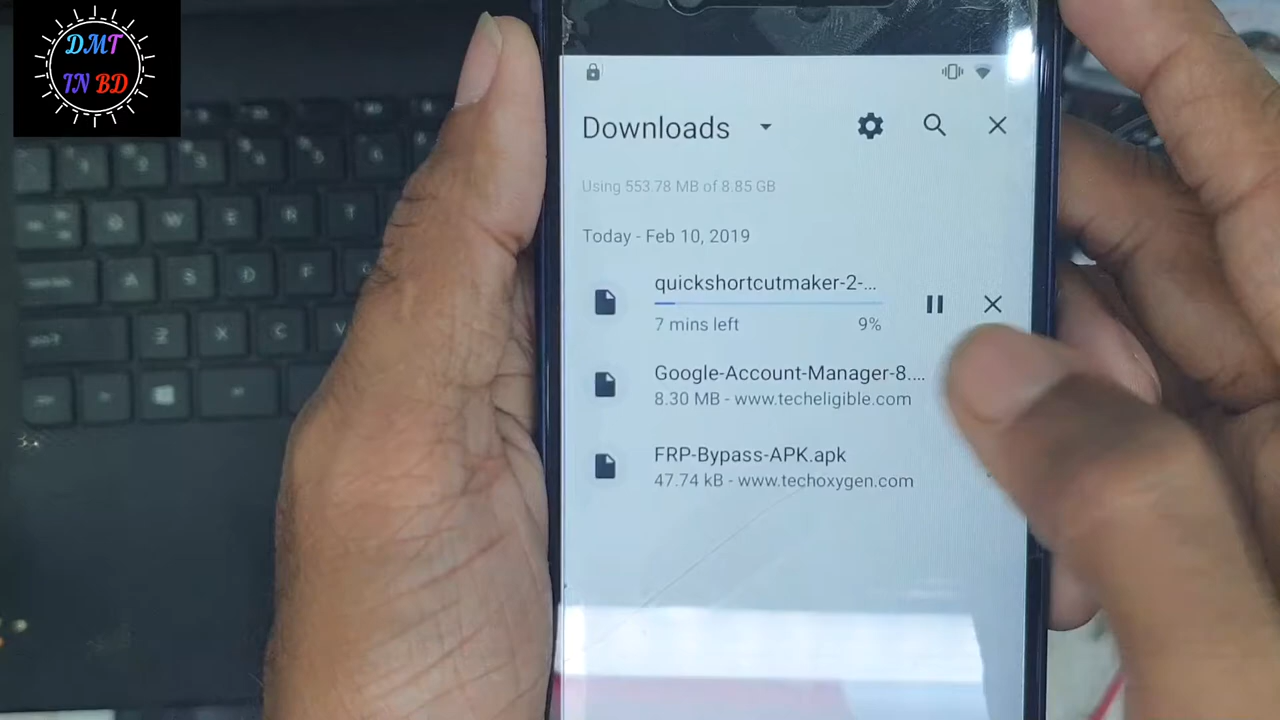 DMT
IN BD
Downloads
Using 553.78 MB of 8.85 GB
Today - Feb 10, 2019
quickshortcutmaker-2-...
7 mins left 9%
Google-Account-Manager-8....
8.30 MB - www.techeligible.com
FRP-Bypass-APK.apk
47.74 kB - www.techoxygen.com
W
E
R
T
A
S
D
F
Z
X
C
V